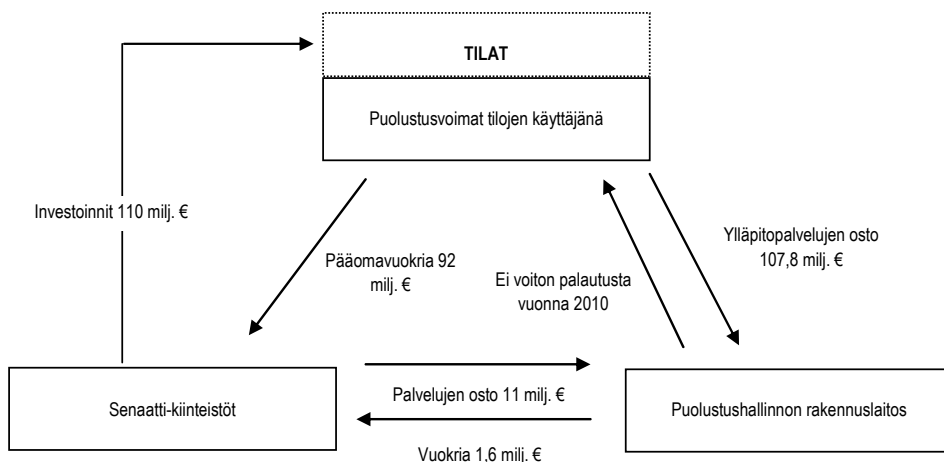 TILAT
Puolustusvoimat tilojen käyttäjänä
Investoinnit 110 milj. €
Pääomavuokria 92
milj. €
Ei voiton palautusta
vuonna 2010
Ylläpitopalvelujen osto
107,8 milj. €
Senaatti-kiinteistöt
Palvelujen osto 11 milj. €
Vuokria 1,6 milj. €
Puolustushallinnon rakennuslaitos